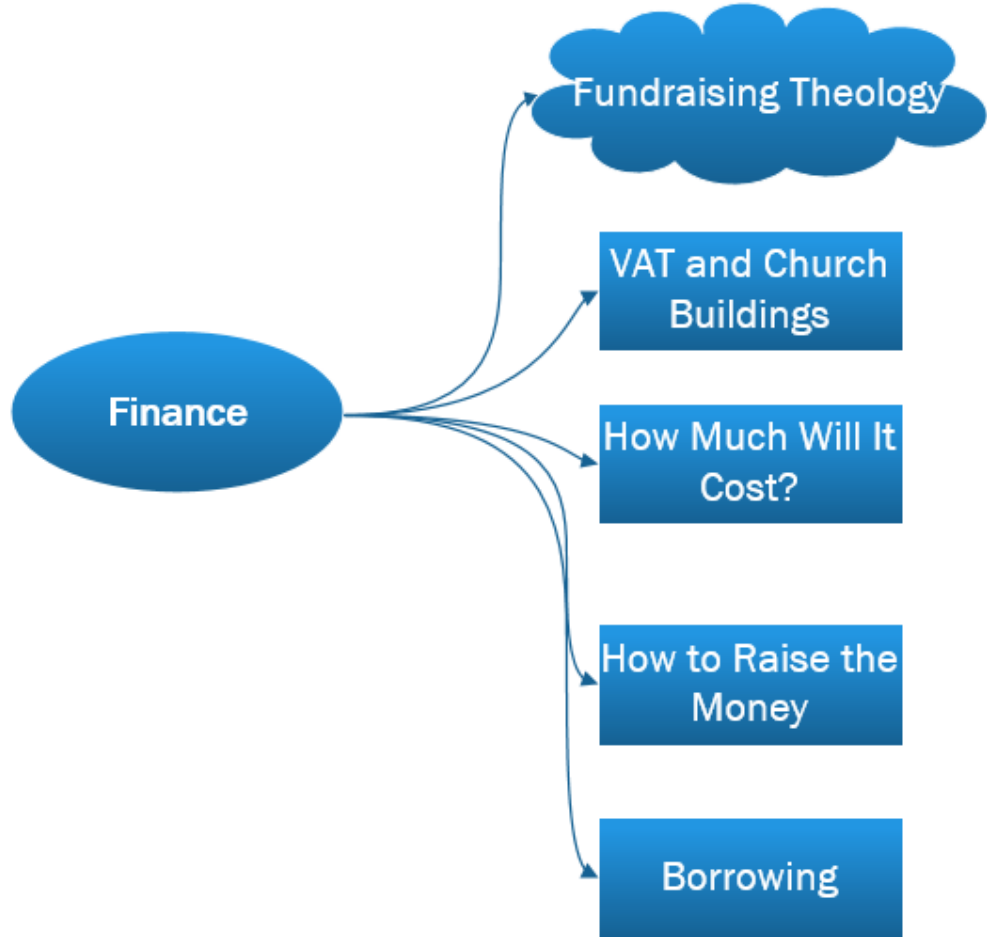 Fundraising Theology
VAT and Church
Buildings
Finance
How Much Will It
Cost?
How to Raise the
Money
Borrowing